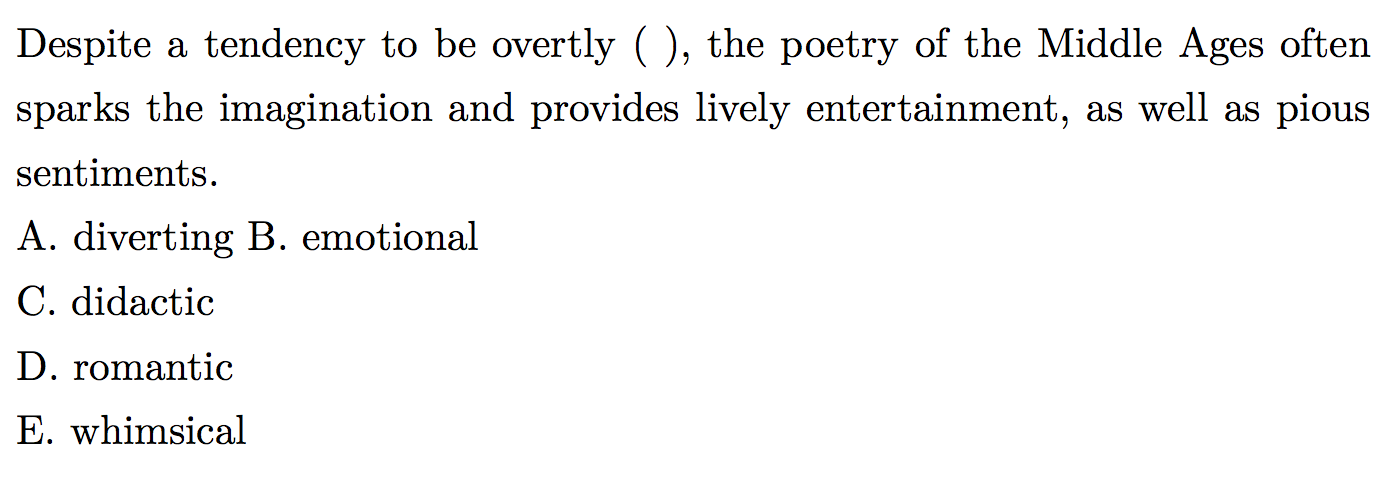 Despite a tendency to be overtly ( ), the poetry of the Middle Ages often
sparks the imagination and provides lively entertainment, as well as pious
sentiments.
A. diverting B. emotional
C. didactic
D. romantic
E. whimsical